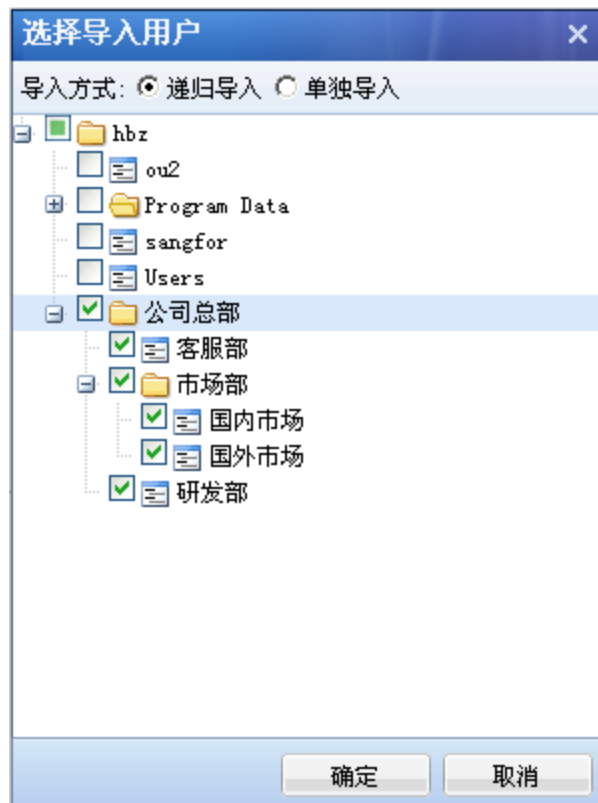 选择导入用户
导入方式: 递归导入 单独导入
hbz
ou2
Program Data
sangfor
Users
公司总部
客服部
市场部
国内市场
国外市场
研发部
确定 取消